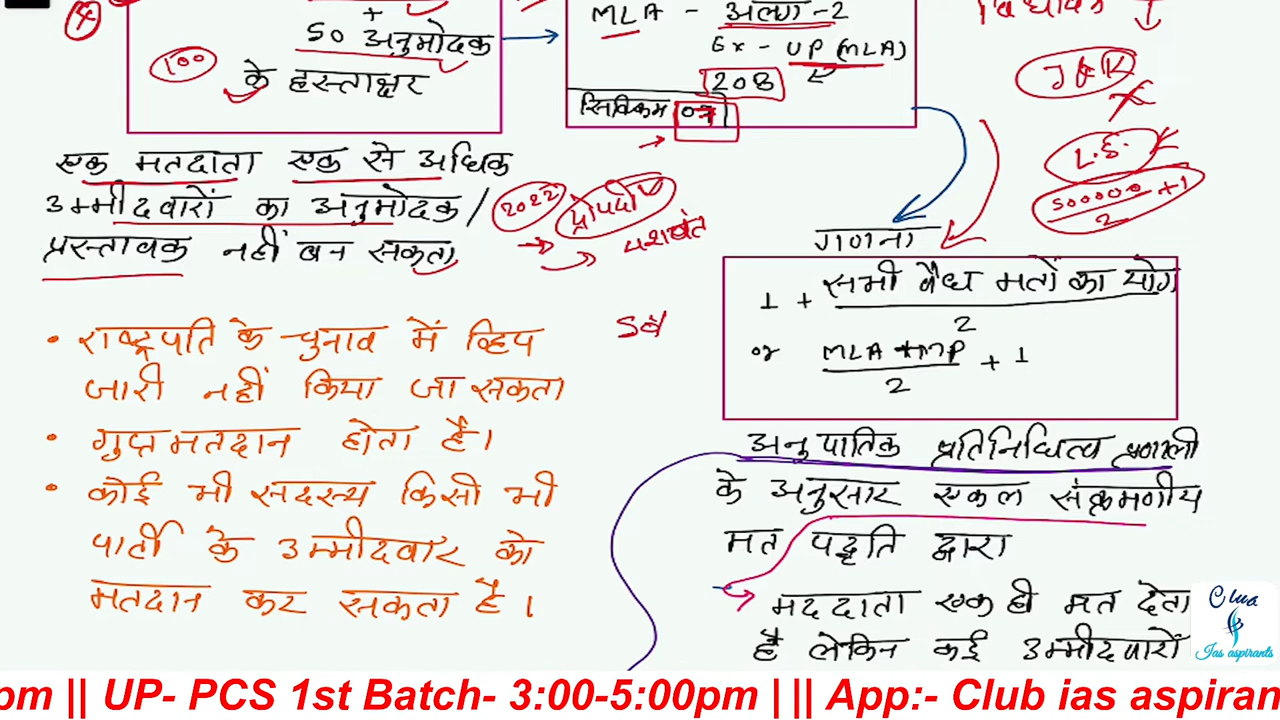 +
50 अनुमोदक
100
के हस्ताक्षर
MLA - अलग -2
Ex - UP (MLA)
208
सिक्किम 07
J&K
L.S.
500000 +1
2
एक मतदाता एक से अधिक
उम्मीदवारों का अनुमोदक/
प्रस्तावक नहीं बन सकता
2022
द्रोपदी
यशवंत
गणना
1 + सभी वैध मतों का योग
2
or MLA + MP + 1
2
• राष्ट्रपति के चुनाव में व्हिप
जारी नहीं किया जा सकता
• गुप्त मतदान होता है।
• कोई भी सदस्य किसी भी
पार्टी के उम्मीदवार को
मतदान कर सकता है।
अनुपातिक प्रतिनिधित्व प्रणाली
के अनुसार एकल संक्रमणीय
मत पद्धति द्वारा
मददाता एक ही मत देता
है लेकिन कई उम्मीदवारों
Club
Ias aspirants
pm || UP- PCS 1st Batch- 3:00-5:00pm | || App:- Club ias aspiran